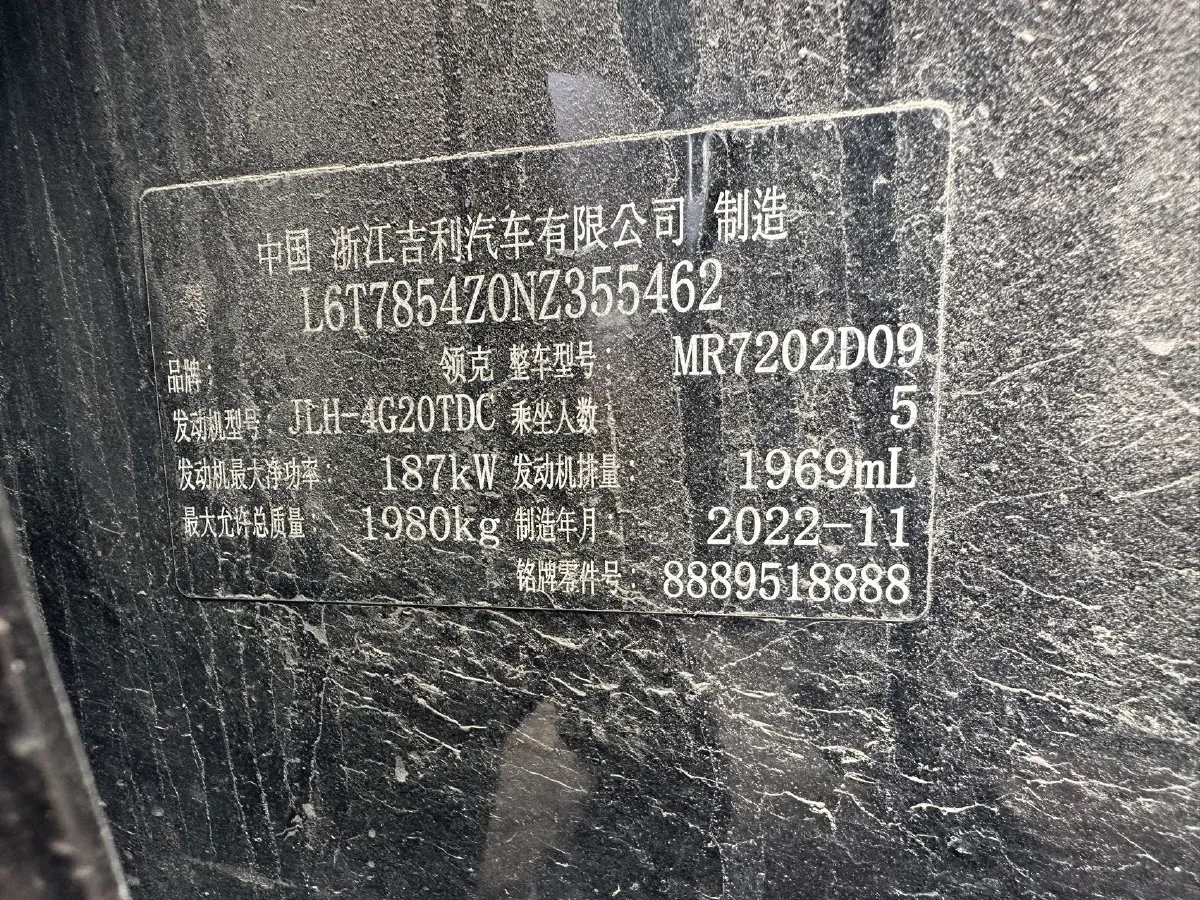 中国 浙江吉利汽车有限公司 制造
L6T7854Z0NZ355462
品牌: 领克 整车型号: MR7202D09
发动机型号: JLH-4G20TDC 乘坐人数 5
发动机最大净功率: 187kW 发动机排量: 1969mL
最大允许总质量: 1980kg 制造年月: 2022-11
铭牌零件号: 8889518888